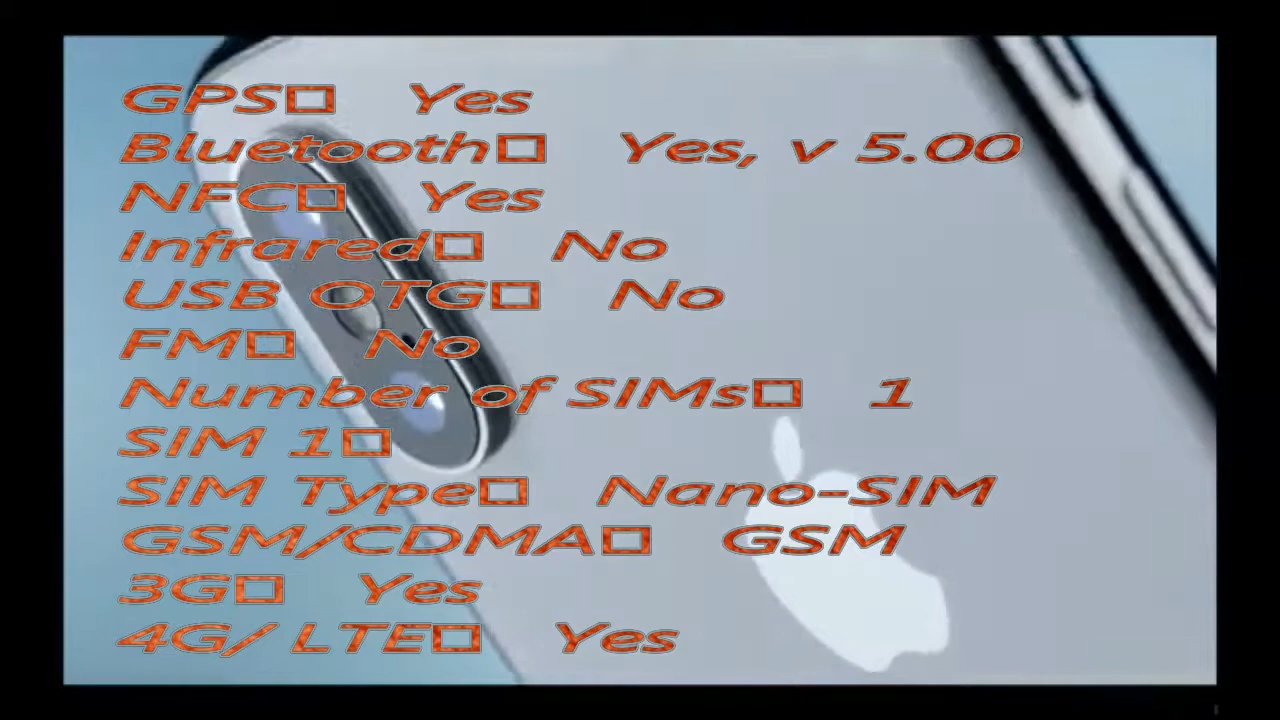 GPS□ Yes
Bluetooth□ Yes, v 5.00
NFC□ Yes
Infrared□ No
USB OTG□ No
FM□ No
Number of SIMs□ 1
SIM 1□
SIM Type□ Nano-SIM
GSM/CDMA□ GSM
3G□ Yes
4G/ LTE□ Yes